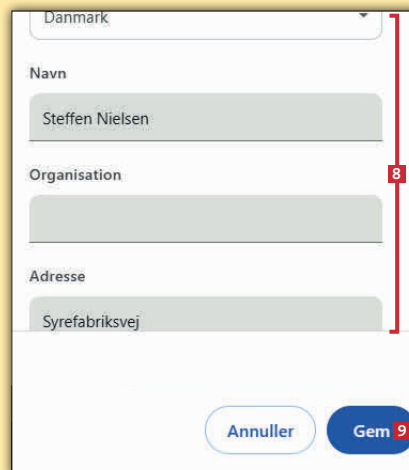 Danmark
Navn
Steffen Nielsen
Organisation
8
Adresse
Syrefabriksvej
Annuller
Gem 9